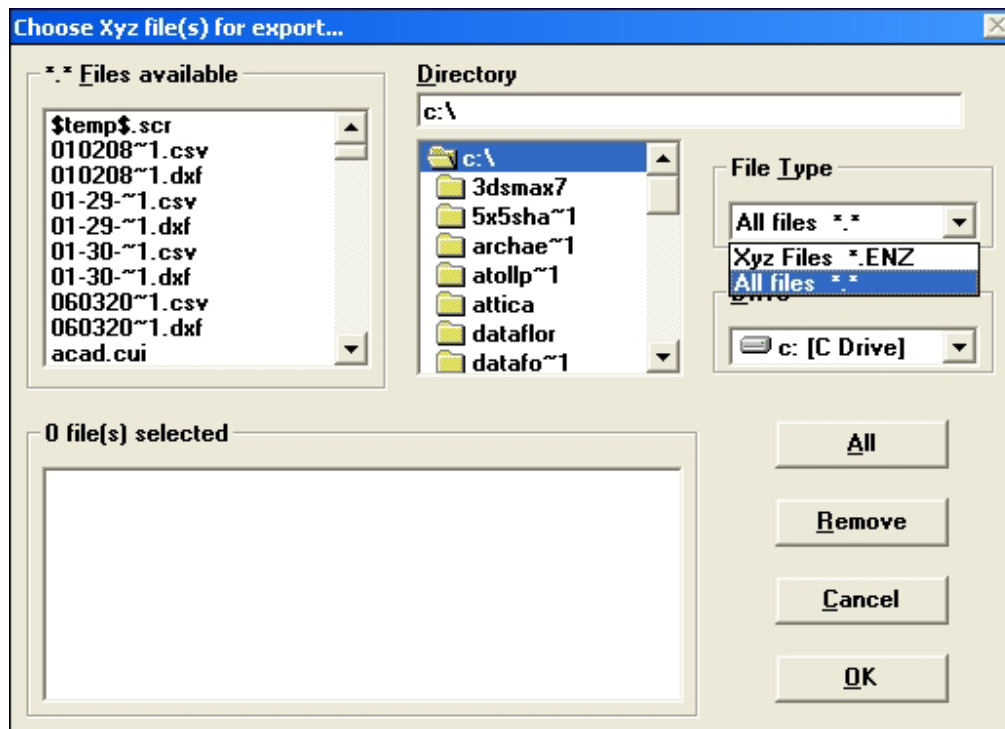 Choose Xyz file(s) for export...
*.* Files available
$temp$.scr
010208~1.csv
010208~1.dxf
01-29-~1.csv
01-29-~1.dxf
01-30-~1.csv
01-30-~1.dxf
060320~1.csv
060320~1.dxf
acad.cui
Directory
c:\
c:\
3dsmax7
5x5sha~1
archae~1
atollp~1
attica
dataflor
datafo~1
File Type
All files *.*
Xyz Files *.ENZ
All files *.*
c: [C Drive]
0 file(s) selected
All
Remove
Cancel
OK